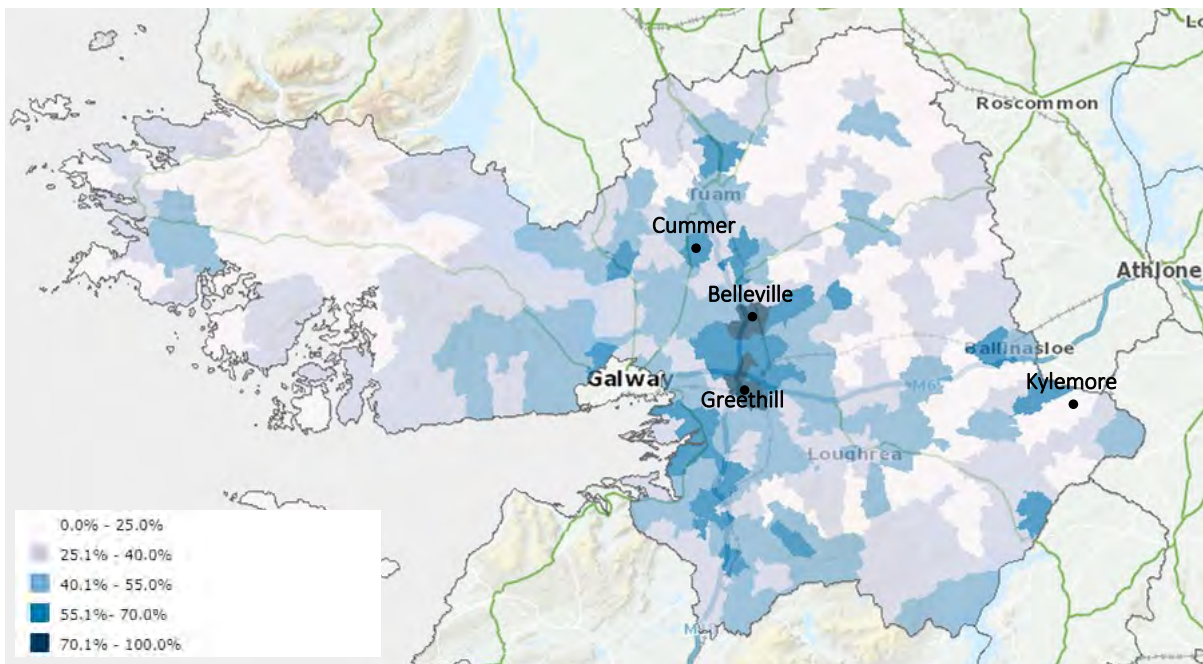 Roscommon
Tuam
Cummer
Athlone
Belleville
Ballinasloe
Galway
Kylemore
M6
Greethill
Loughrea
0.0% - 25.0%
25.1% - 40.0%
40.1% - 55.0%
55.1%- 70.0%
70.1% - 100.0%